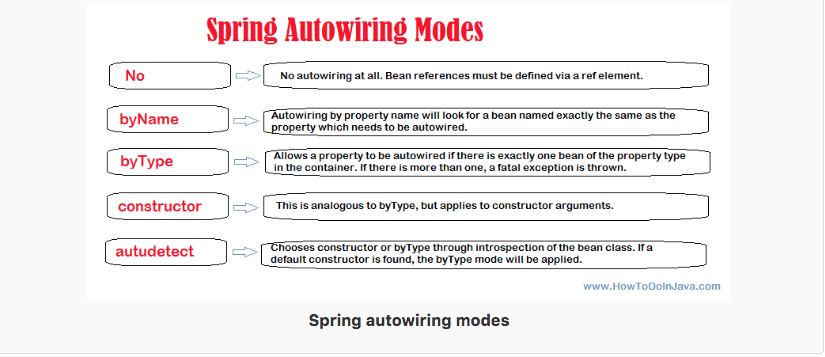 Spring Autowiring Modes
No
No autowiring at all. Bean references must be defined via a ref element.
byName
Autowiring by property name will look for a bean named exactly the same as the
property which needs to be autowired.
byType
Allows a property to be autowired if there is exactly one bean of the property type
in the container. If there is more than one, a fatal exception is thrown.
constructor
This is analogous to byType, but applies to constructor arguments.
autudetect
Chooses constructor or byType through introspection of the bean class. If a
default constructor is found, the byType mode will be applied.
www.HowToDoInJava.com
Spring autowiring modes